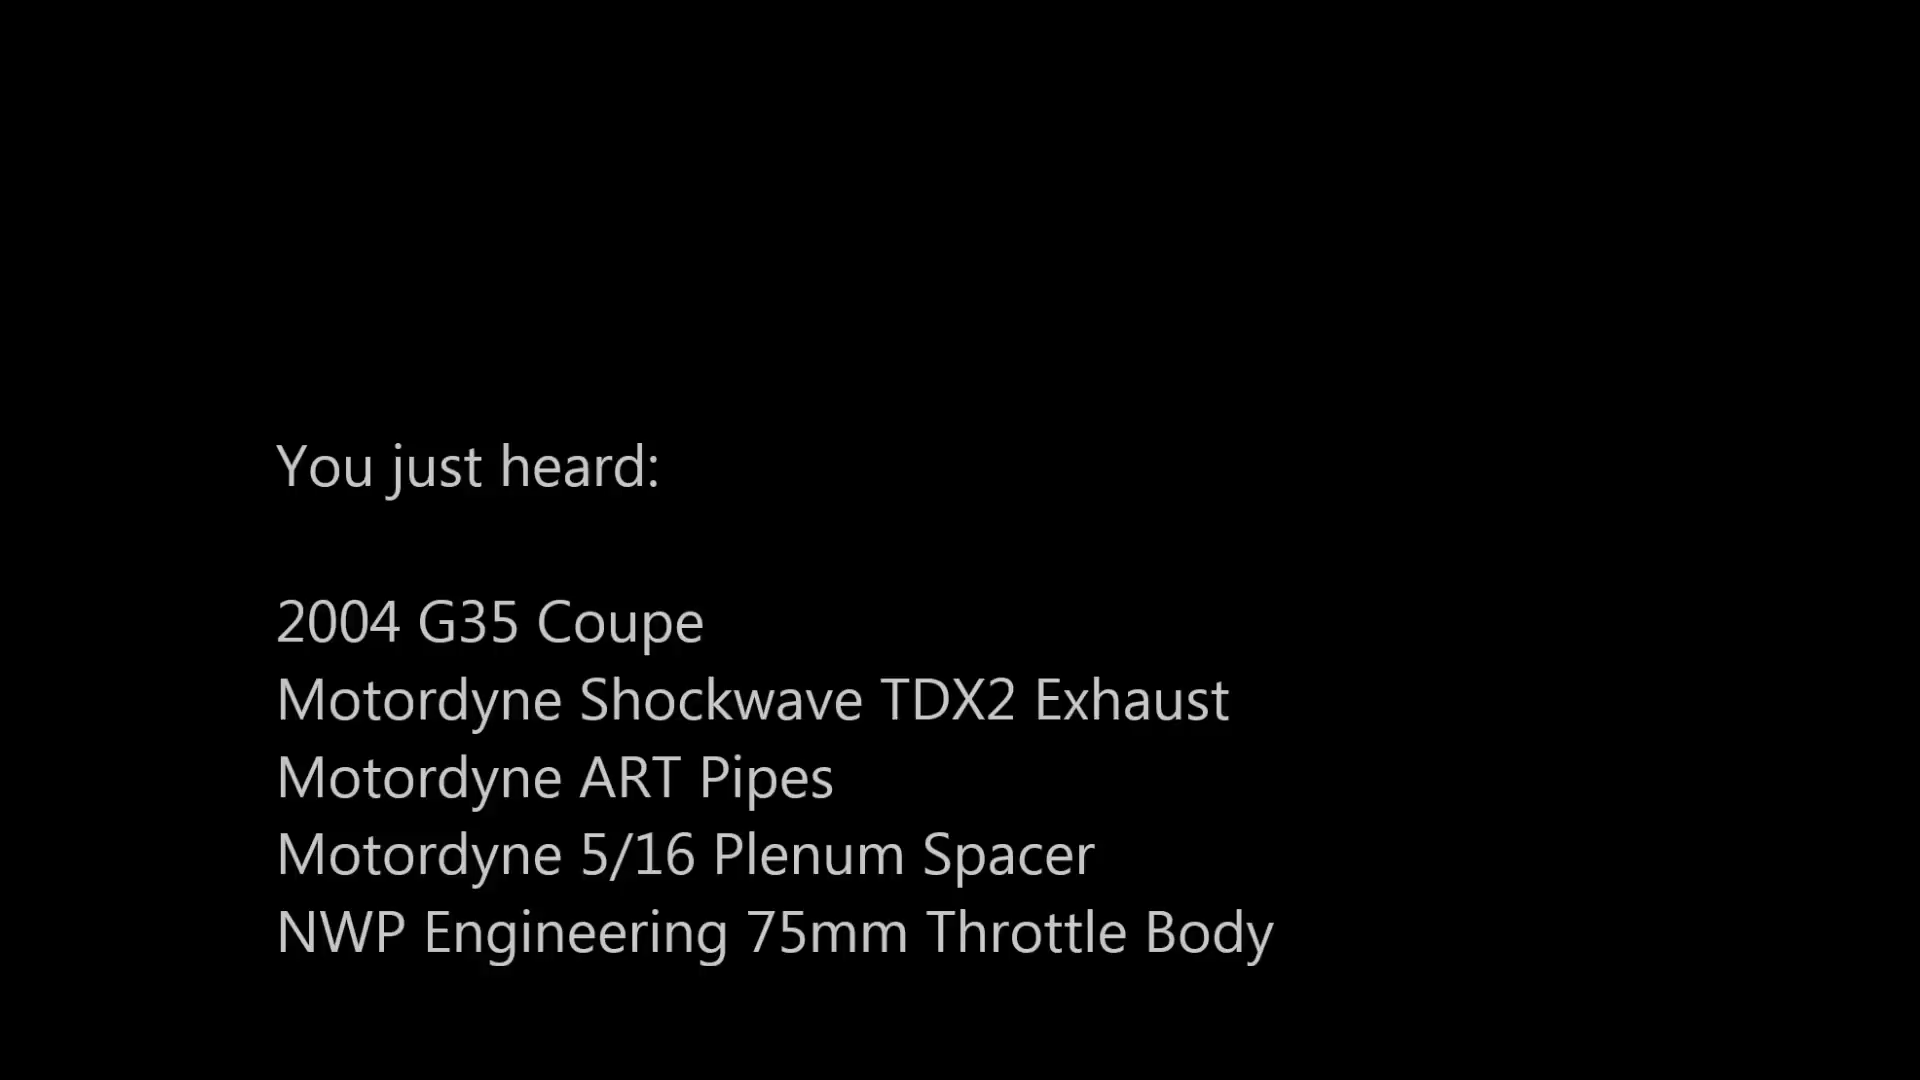 You just heard:
2004 G35 Coupe
Motordyne Shockwave TDX2 Exhaust
Motordyne ART Pipes
Motordyne 5/16 Plenum Spacer
NWP Engineering 75mm Throttle Body